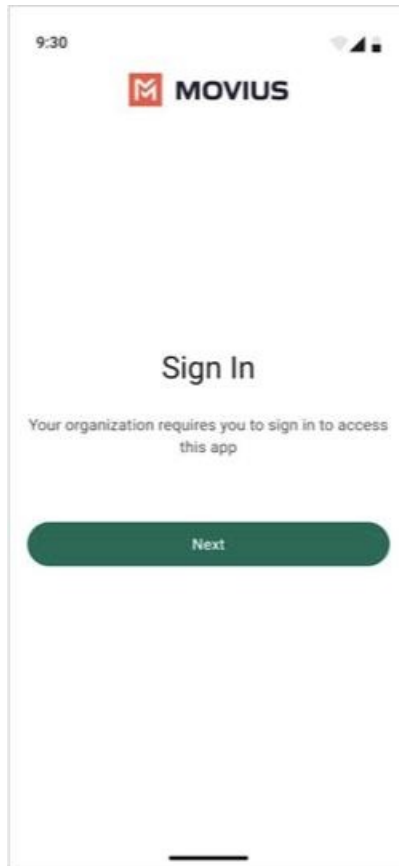 9:30
MOVIUS
Sign In
Your organization requires you to sign in to access
this app
Next